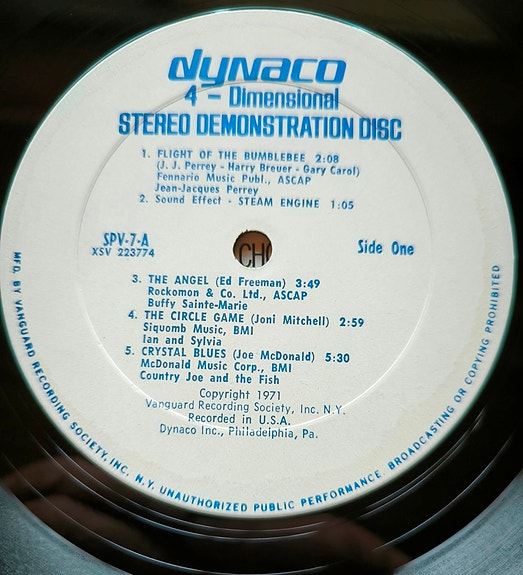 dynaco
4 - Dimensional
STEREO DEMONSTRATION DISC
1. FLIGHT OF THE BUMBLEBEE 2:08
(J. J. Perrey - Harry Breuer - Gary Carol)
Fennario Music Publ., ASCAP
Jean-Jacques Perrey
2. Sound Effect - STEAM ENGINE 1:05
SPV-7-A
XSV 223774
CHO
Side One
3. THE ANGEL (Ed Freeman) 3:49
Rockomon & Co. Ltd., ASCAP
Buffy Sainte-Marie
4. THE CIRCLE GAME (Joni Mitchell) 2:59
Siquomb Music, BMI
Ian and Sylvia
5. CRYSTAL BLUES (Joe McDonald) 5:30
McDonald Music Corp., BMI
Country Joe and the Fish
Copyright 1971
Vanguard Recording Society, Inc. N.Y.
Recorded in U.S.A.
Dynaco Inc., Philadelphia, Pa.
MFD. BY VANGUARD RECORDING SOCIETY, INC., N.Y. UNAUTHORIZED PUBLIC PERFORMANCE, BROADCASTING OR COPYING PROHIBITED